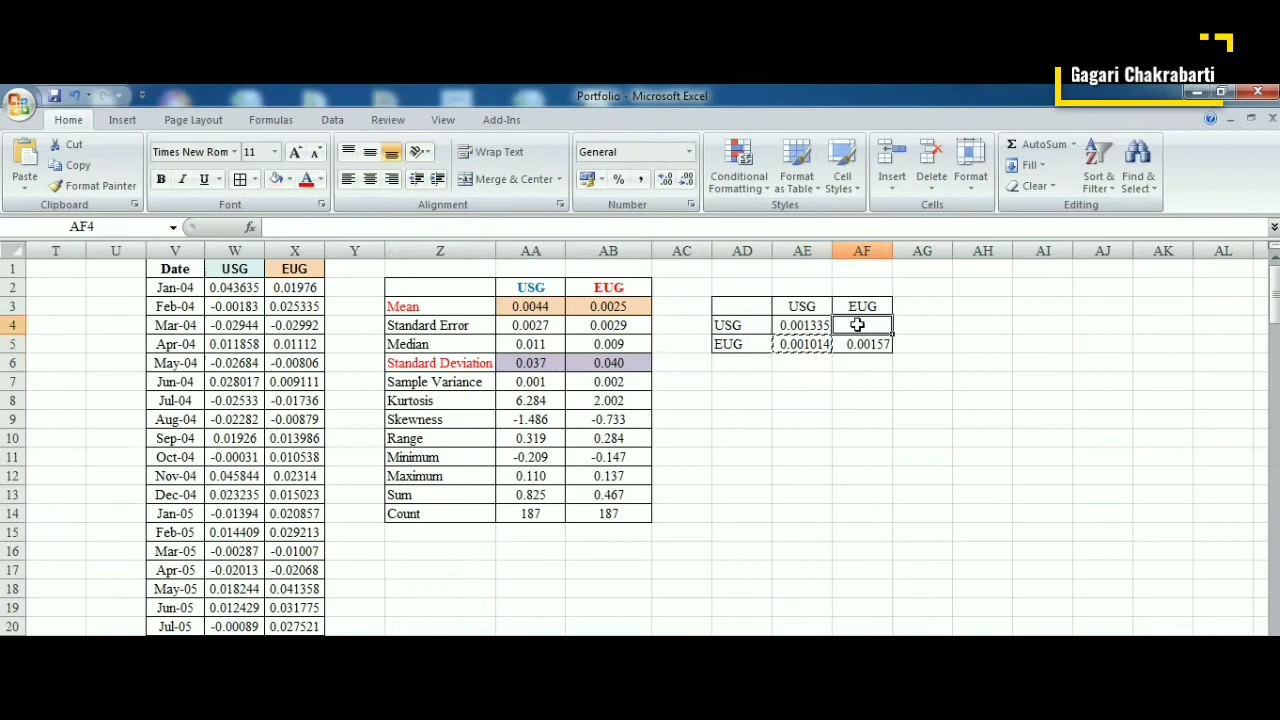 Gagari Chakrabarti
Portfolio - Microsoft Excel
Home Insert Page Layout Formulas Data Review View Add-Ins
Paste Cut Copy Format Painter Clipboard
Times New Rom 11 B I U A A A Font
Wrap Text Merge & Center Alignment
General % , Number
Conditional Formatting Format as Table Cell Styles Styles
Insert Delete Format Cells
Σ AutoSum Fill Clear Sort & Filter Find & Select Editing
AF4 fx
T U V W X Y Z AA AB AC AD AE AF AG AH AI AJ AK AL
1 Date USG EUG
2 Jan-04 0.043635 0.01976 USG EUG
3 Feb-04 -0.00183 0.025335 Mean 0.0044 0.0025 USG EUG
4 Mar-04 -0.02944 -0.02992 Standard Error 0.0027 0.0029 USG 0.001335
5 Apr-04 0.011858 0.01112 Median 0.011 0.009 EUG 0.001014 0.00157
6 May-04 -0.02684 -0.00806 Standard Deviation 0.037 0.040
7 Jun-04 0.028017 0.009111 Sample Variance 0.001 0.002
8 Jul-04 -0.02533 -0.01736 Kurtosis 6.284 2.002
9 Aug-04 -0.02282 -0.00879 Skewness -1.486 -0.733
10 Sep-04 0.01926 0.013986 Range 0.319 0.284
11 Oct-04 -0.00031 0.010538 Minimum -0.209 -0.147
12 Nov-04 0.045844 0.02314 Maximum 0.110 0.137
13 Dec-04 0.023235 0.015023 Sum 0.825 0.467
14 Jan-05 -0.01394 0.020857 Count 187 187
15 Feb-05 0.014409 0.029213
16 Mar-05 -0.00287 -0.01007
17 Apr-05 -0.02013 -0.02068
18 May-05 0.018244 0.041358
19 Jun-05 0.012429 0.031775
20 Jul-05 -0.00089 0.027521